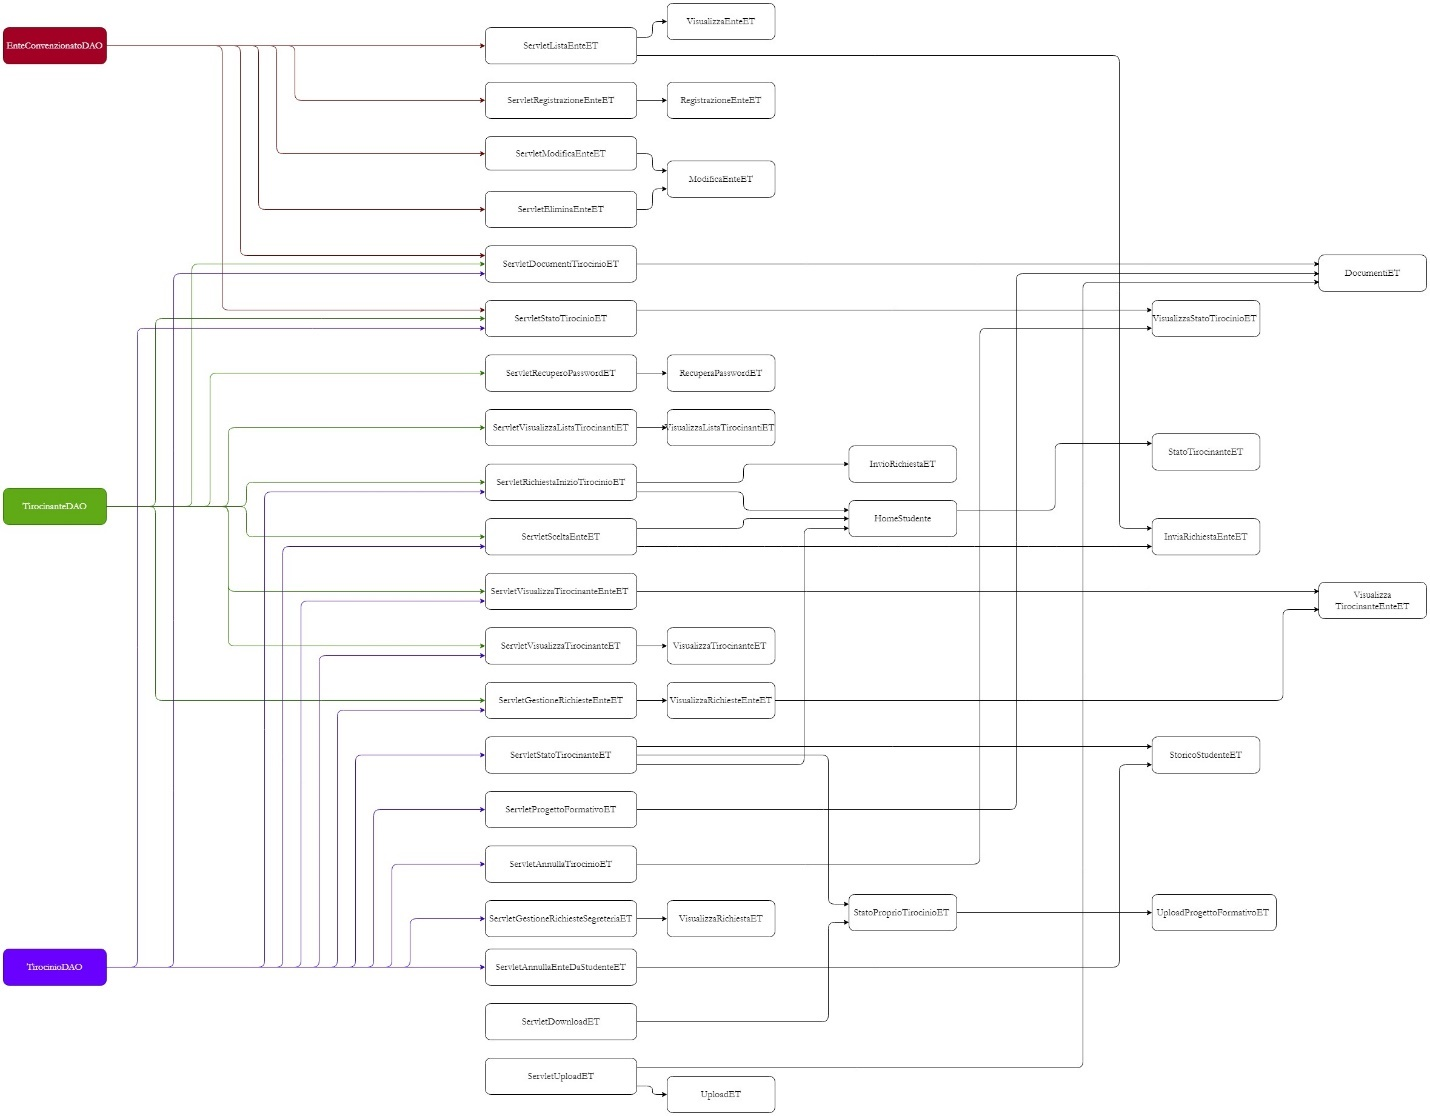 VisualizzaEnteET
EnteConvenzionatoDAO
ServletListaEnteET
ServletRegistrazioneEnteET
RegistrazioneEnteET
ServletModificaEnteET
ModificaEnteET
ServletEliminaEnteET
ServletDocumentiTirocinioET
DocumentiET
ServletStatoTirocinioET
VisualizzaStatoTirocinioET
ServletRecuperoPasswordET
RecuperaPasswordET
ServletVisualizzaListaTirocinantiET
VisualizzaListaTirocinantiET
StatoTirocinanteET
InvioRichiestaET
ServletRichiestaInizioTirocinioET
TirocinanteDAO
HomeStudente
ServletSceltaEnteET
InviaRichiestaEnteET
ServletVisualizzaTirocinanteEnteET
Visualizza
TirocinanteEnteET
ServletVisualizzaTirocinanteET
VisualizzaTirocinanteET
ServletGestioneRichiesteEnteET
VisualizzaRichiesteEnteET
ServletStatoTirocinanteET
StoricoStudenteET
ServletProgettoFormativoET
ServletAnnullaTirocinioET
StatoProprioTirocinioET
UploadProgettoFormativoET
ServletGestioneRichiesteSegreteriaET
VisualizzaRichiestaET
TirocinioDAO
ServletAnnullaEnteDaStudenteET
ServletDownloadET
ServletUploadET
UploadET